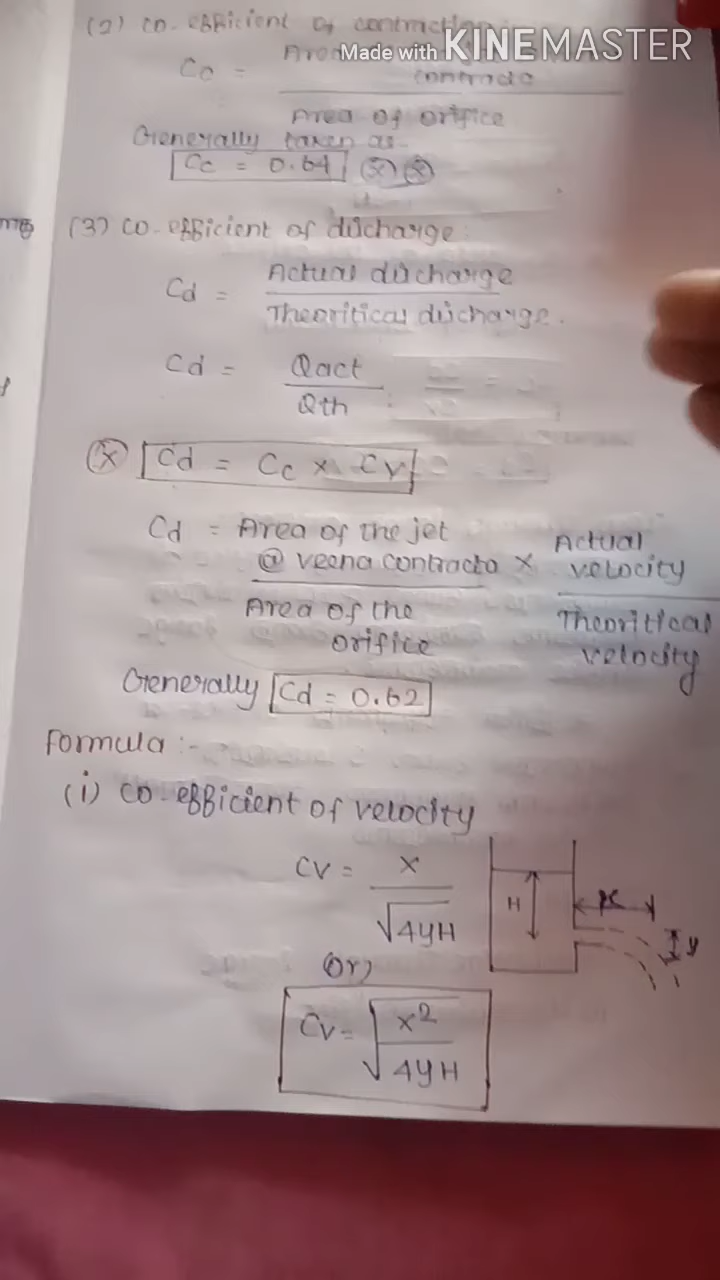 (2) co-efficient of contraction
Made with KINEMASTER
Cc = Area
contracta
Area of orifice
Generally taken as
Cc = 0.64
(3) co-efficient of discharge:
Cd = Actual discharge
Theoritical discharge.
Cd = Qact
Qth
Cd = Cc x Cv
Cd = Area of the jet
@ veena contracta x Actual velocity
Area of the orifice
Theoritical velocity
Generally Cd = 0.62
Formula :-
(i) co-efficient of velocity
Cv = x
√4yH
(or)
Cv = √x²
4yH
H
x
y